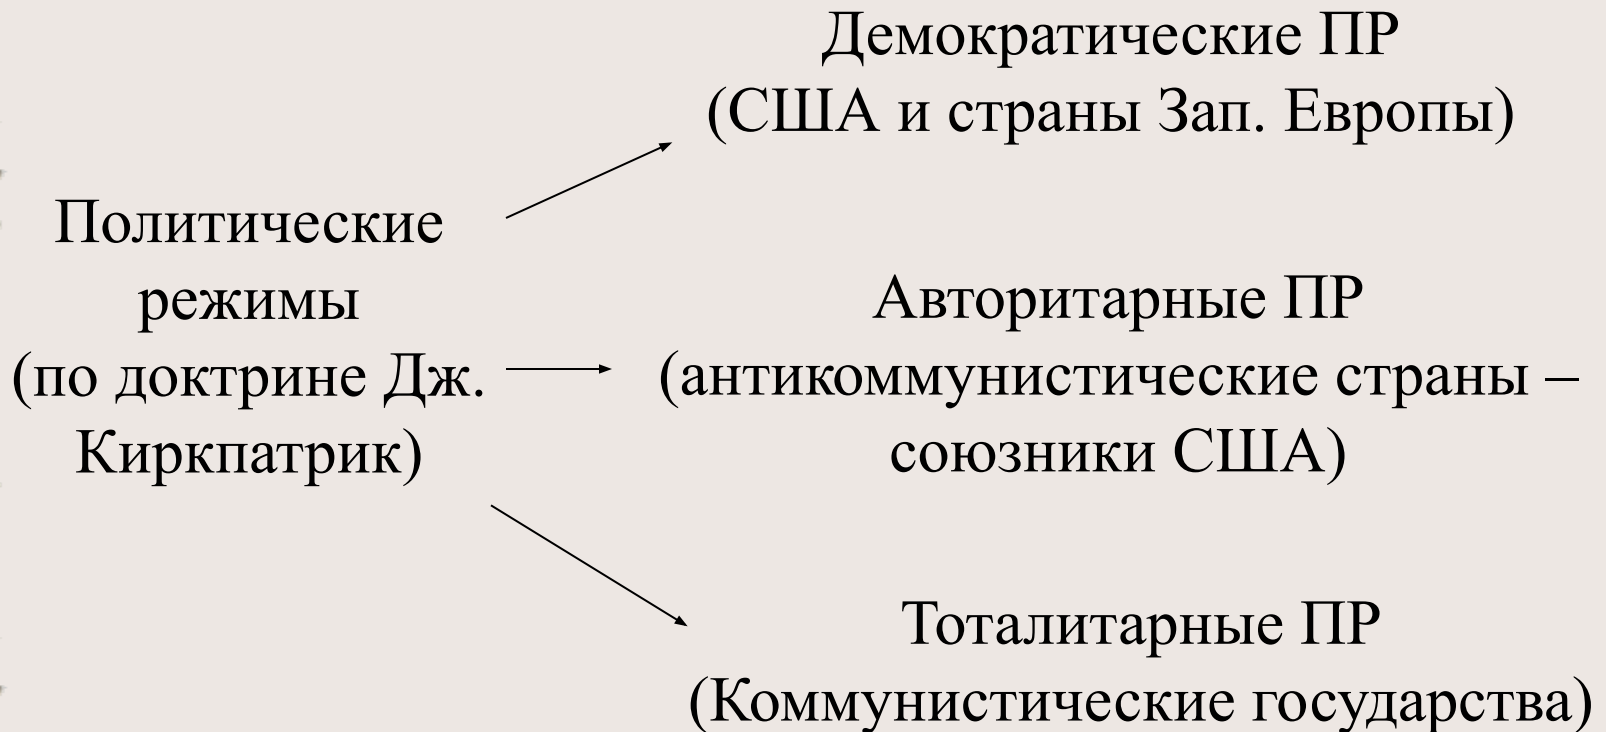 Политические
режимы
(по доктрине Дж.
Киркпатрик)
Демократические ПР
(США и страны Зап. Европы)
Авторитарные ПР
(антикоммунистические страны –
союзники США)
Тоталитарные ПР
(Коммунистические государства)